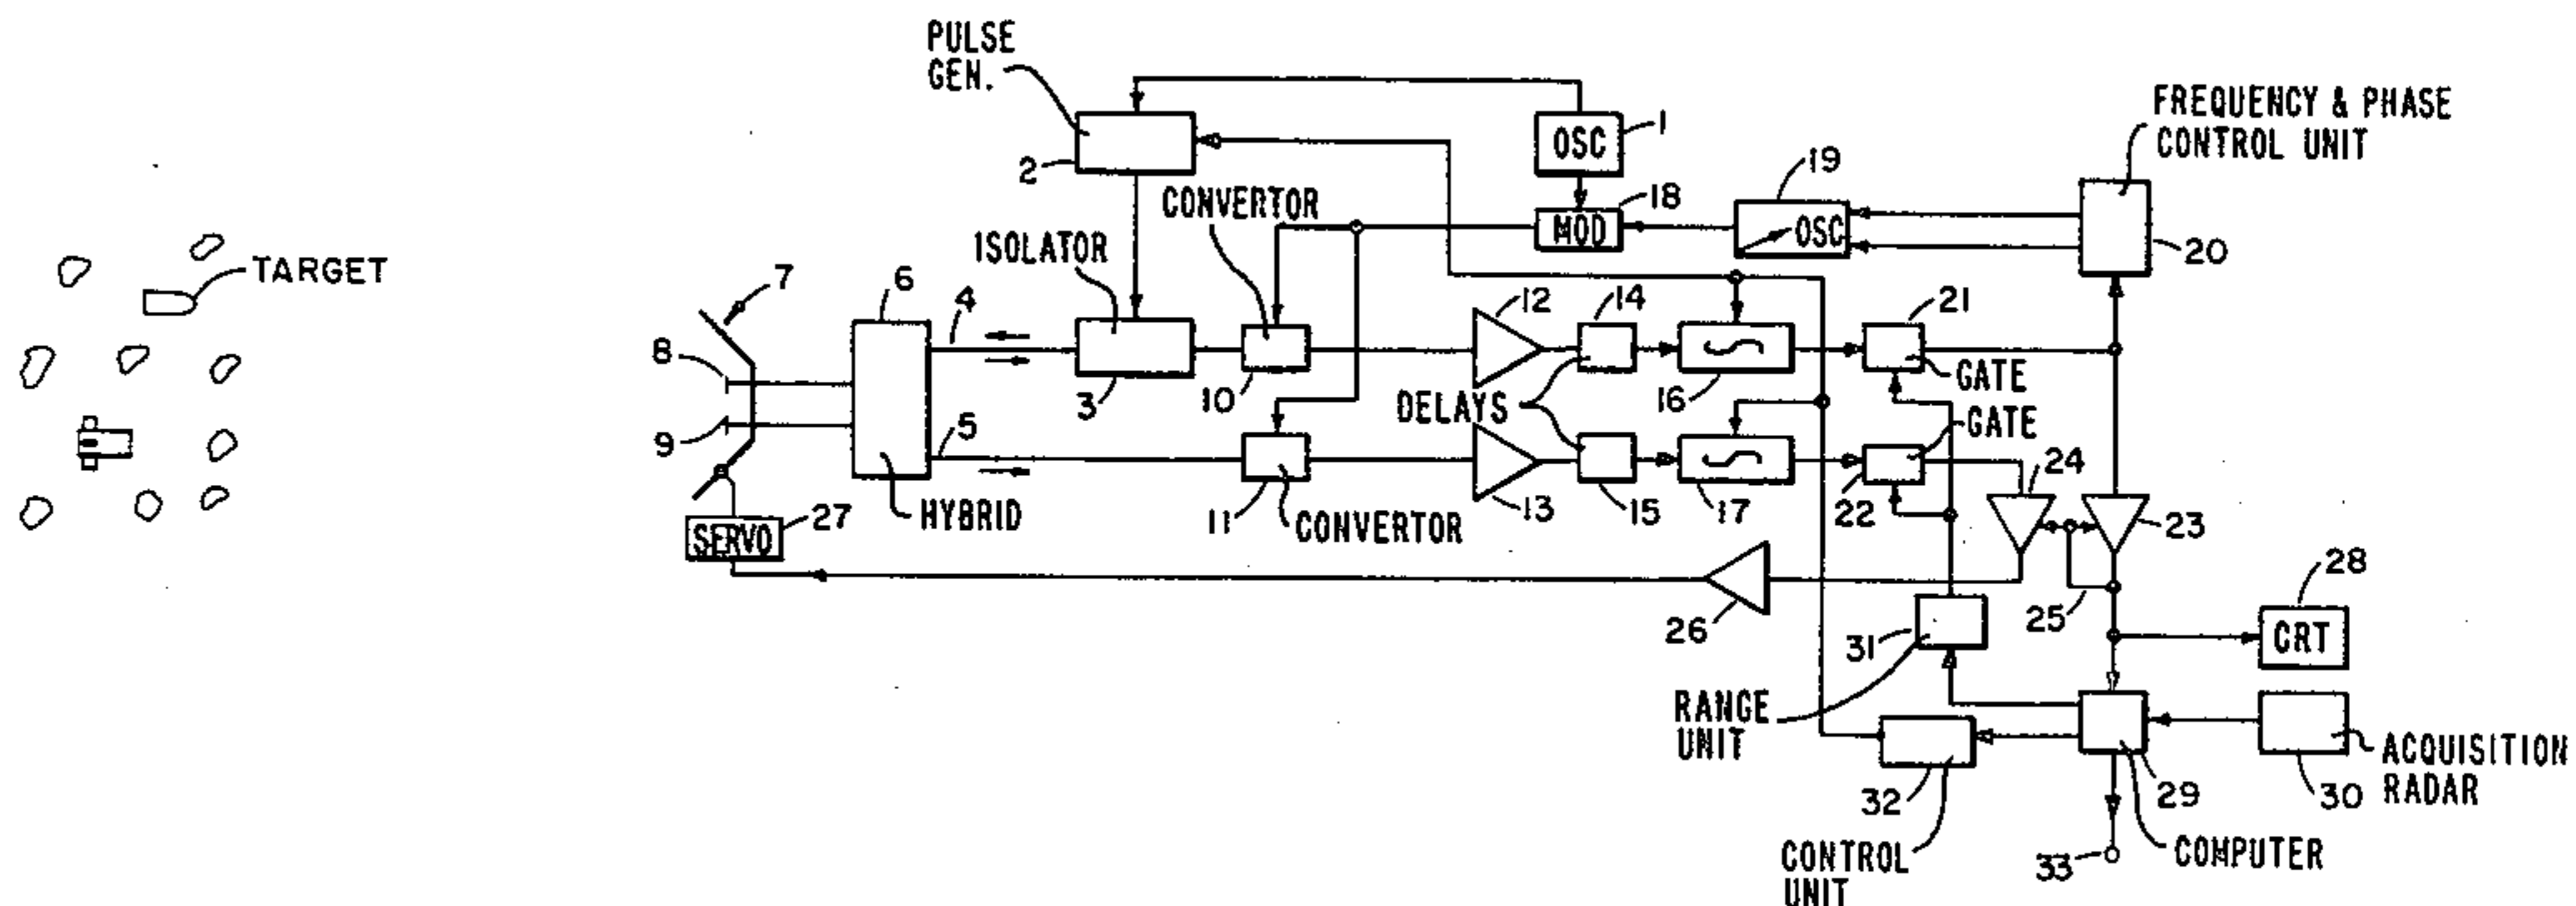 PULSE
GEN.
2
OSC
1
FREQUENCY & PHASE
CONTROL UNIT
CONVERTOR
MOD
18
19
OSC
20
ISOLATOR
TARGET
7
6
4
3
10
12
14
16
21
GATE
8
9
5
HYBRID
DELAYS
GATE
11
CONVERTOR
13
15
17
22
24
23
SERVO
27
26
25
28
CRT
31
RANGE
UNIT
32
CONTROL
UNIT
29
COMPUTER
30
ACQUISITION
RADAR
33